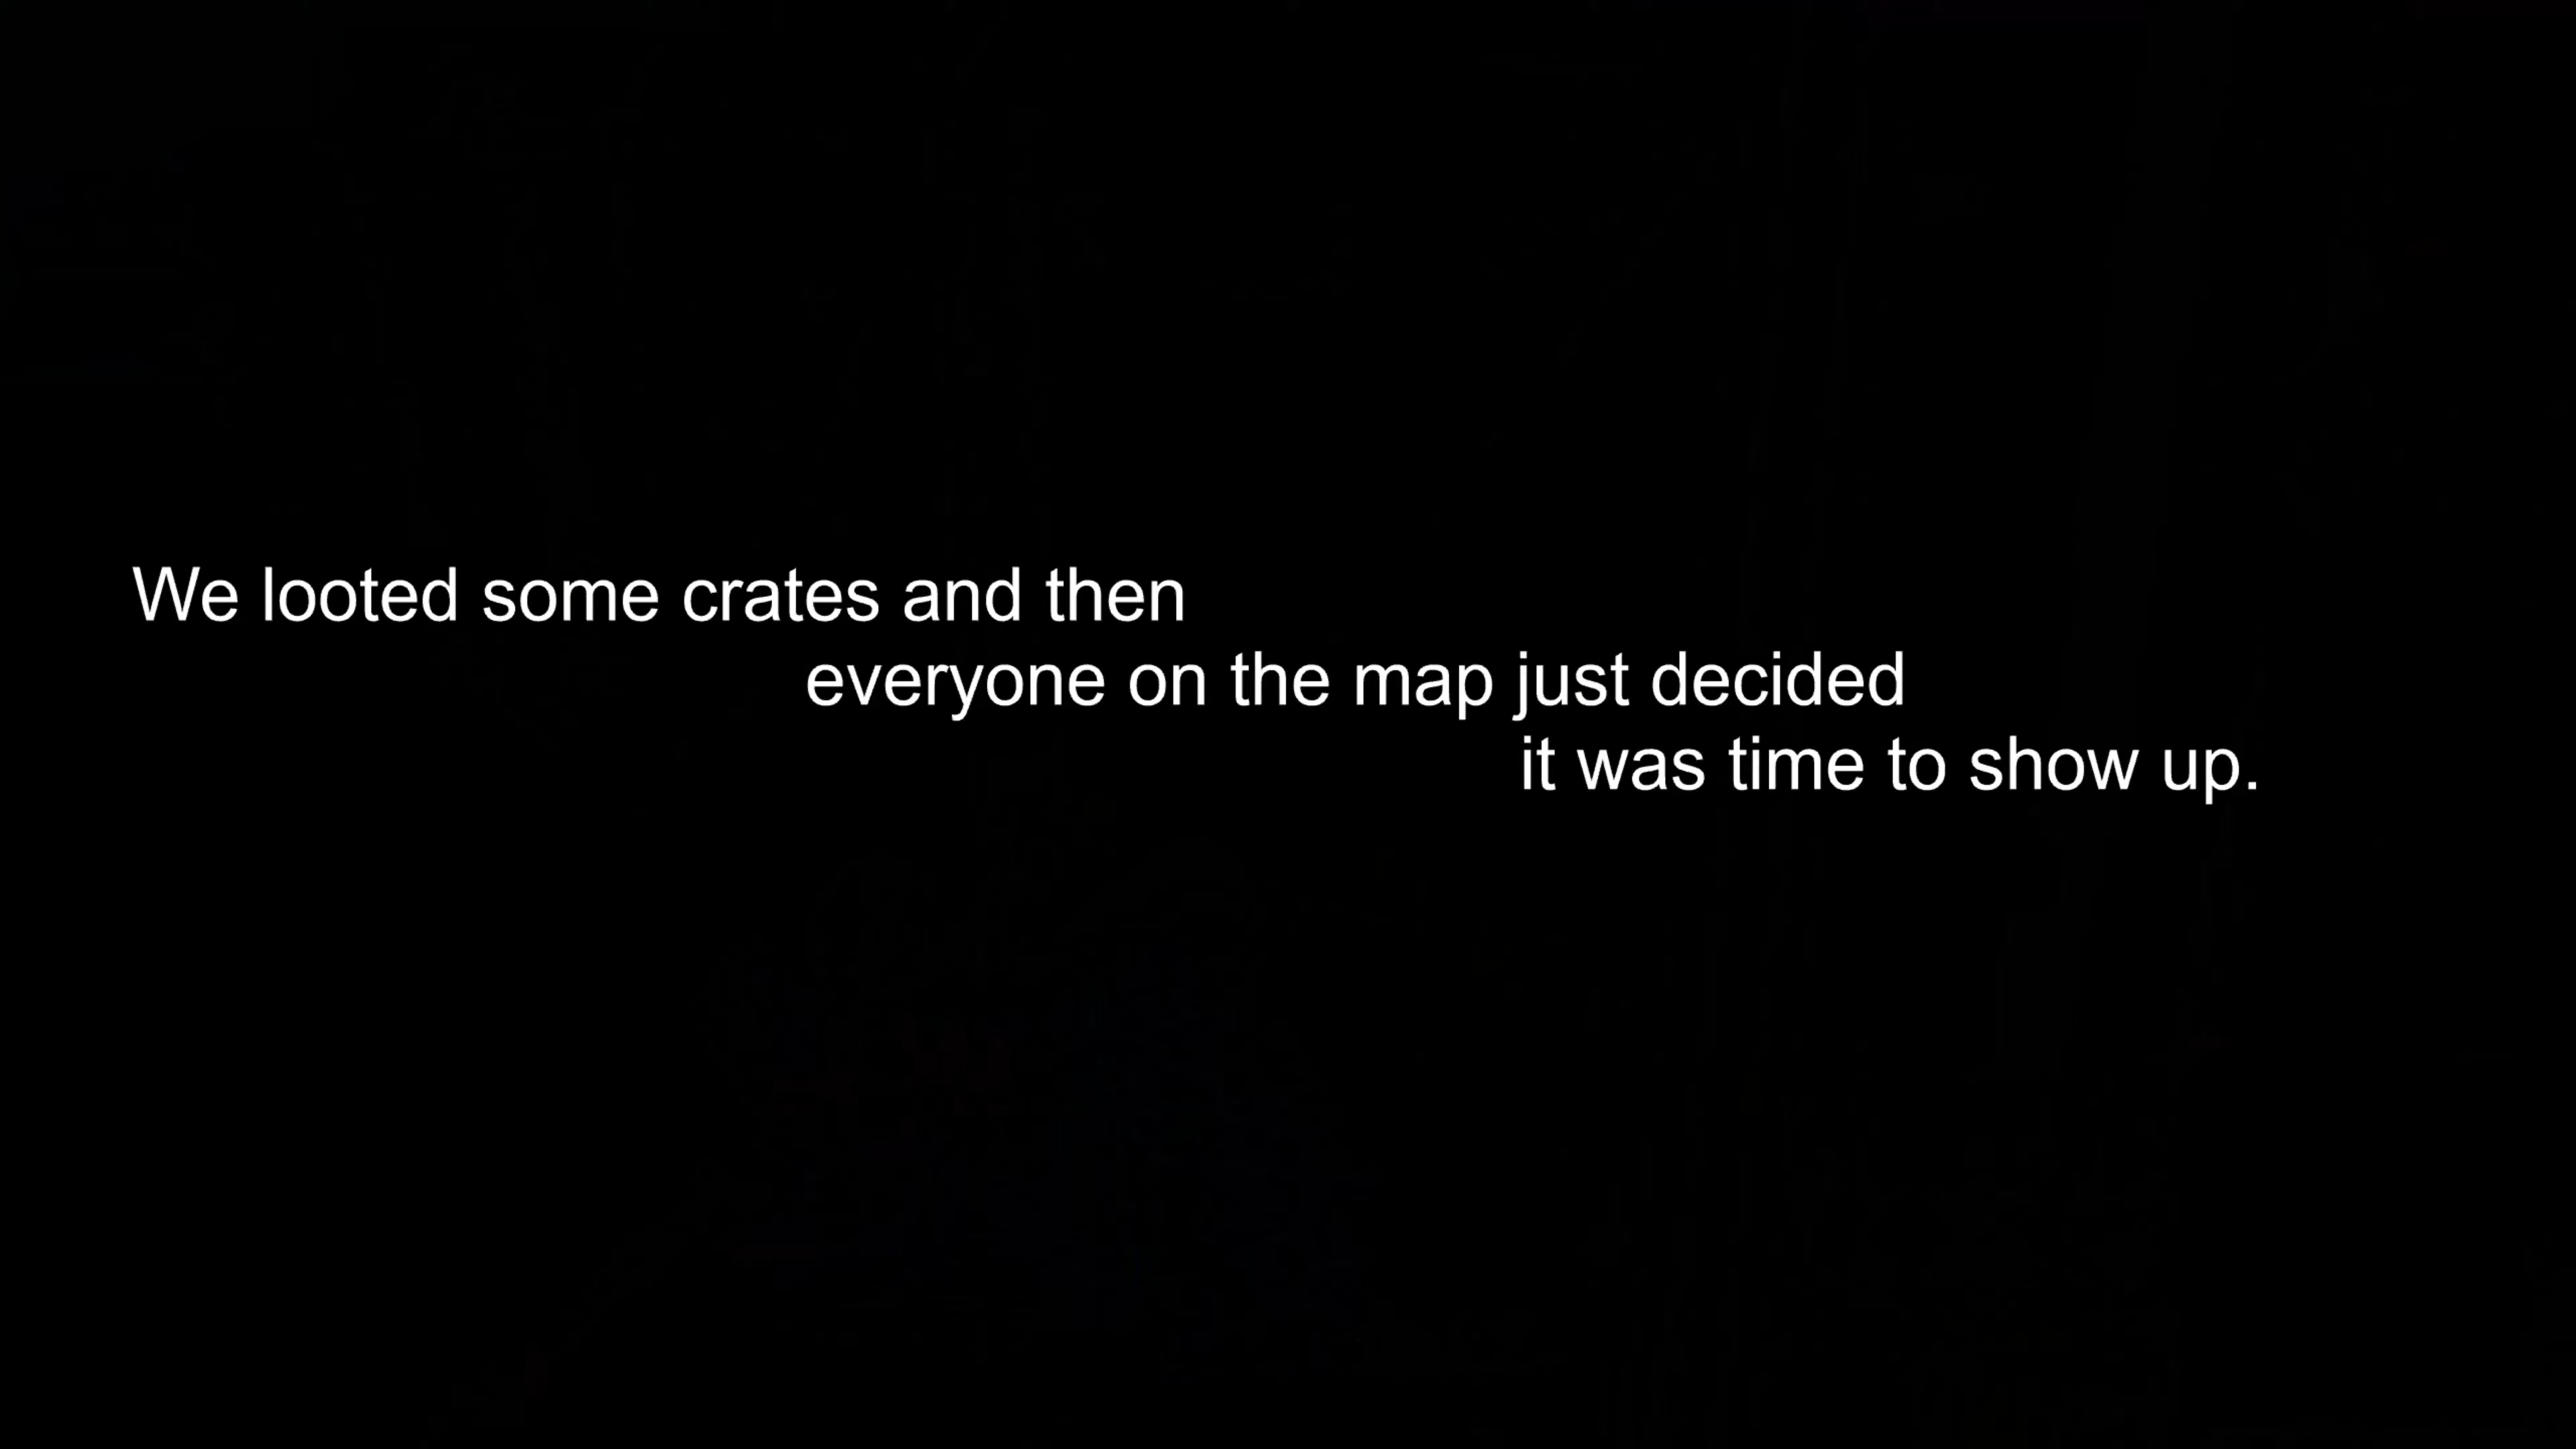 We looted some crates and then
everyone on the map just decided
it was time to show up.